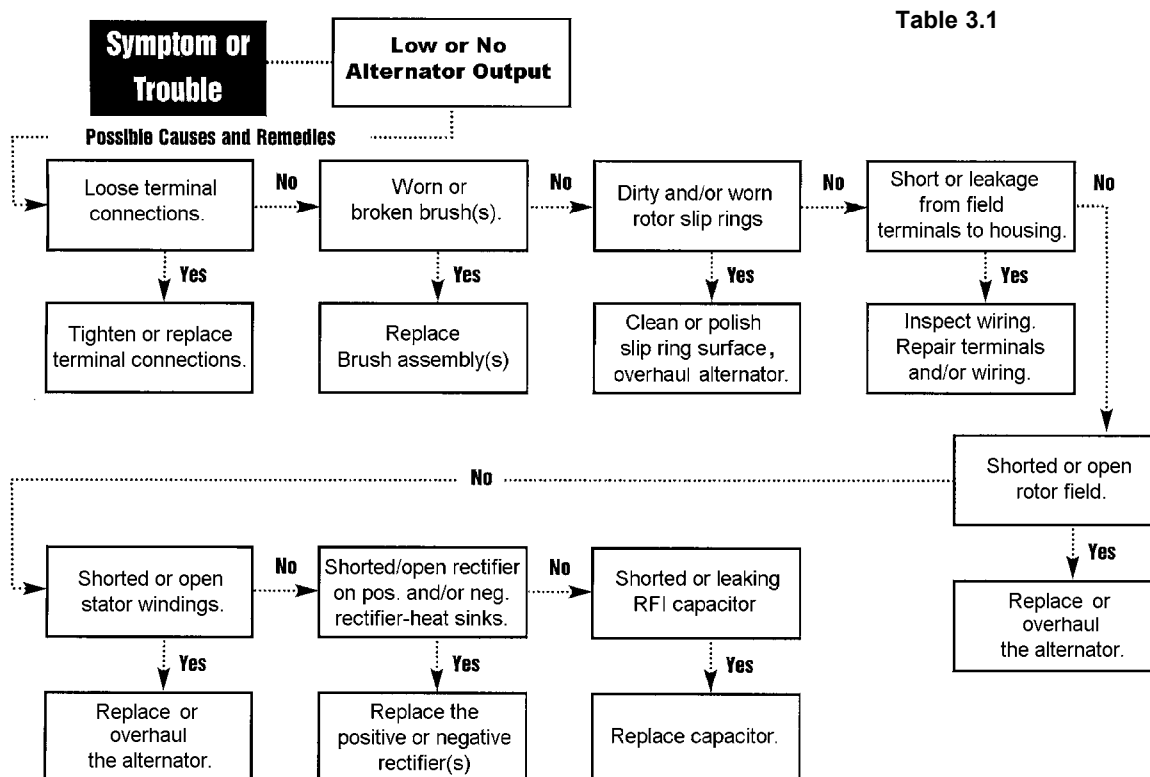 Table 3.1
Symptom or
Trouble
Low or No
Alternator Output
Possible Causes and Remedies
Loose terminal
connections.
No
Worn or
broken brush(s).
No
Dirty and/or worn
rotor slip rings
No
Short or leakage
from field
terminals to housing.
No
Yes
Tighten or replace
terminal connections.
Yes
Replace
Brush assembly(s)
Yes
Clean or polish
slip ring surface,
overhaul alternator.
Yes
Inspect wiring.
Repair terminals
and/or wiring.
Shorted or open
rotor field.
No
Yes
Replace or
overhaul
the alternator.
Shorted or open
stator windings.
No
Shorted/open rectifier
on pos. and/or neg.
rectifier-heat sinks.
No
Shorted or leaking
RFI capacitor
Yes
Replace or
overhaul
the alternator.
Yes
Replace the
positive or negative
rectifier(s)
Yes
Replace capacitor.